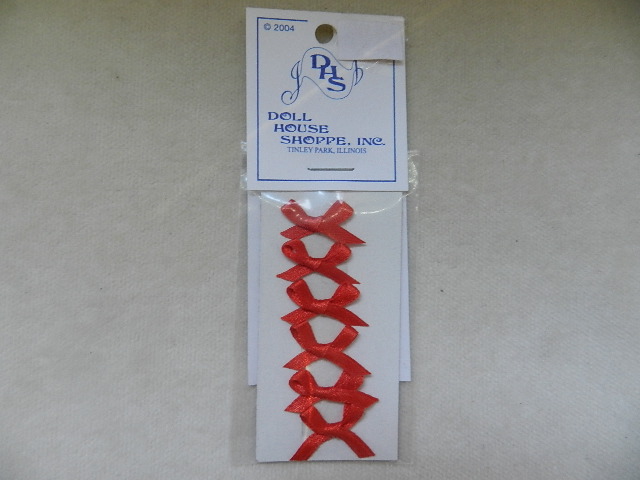 © 2004
DHS
DOLL
HOUSE
SHOPPE, INC.
TINLEY PARK, ILLINOIS